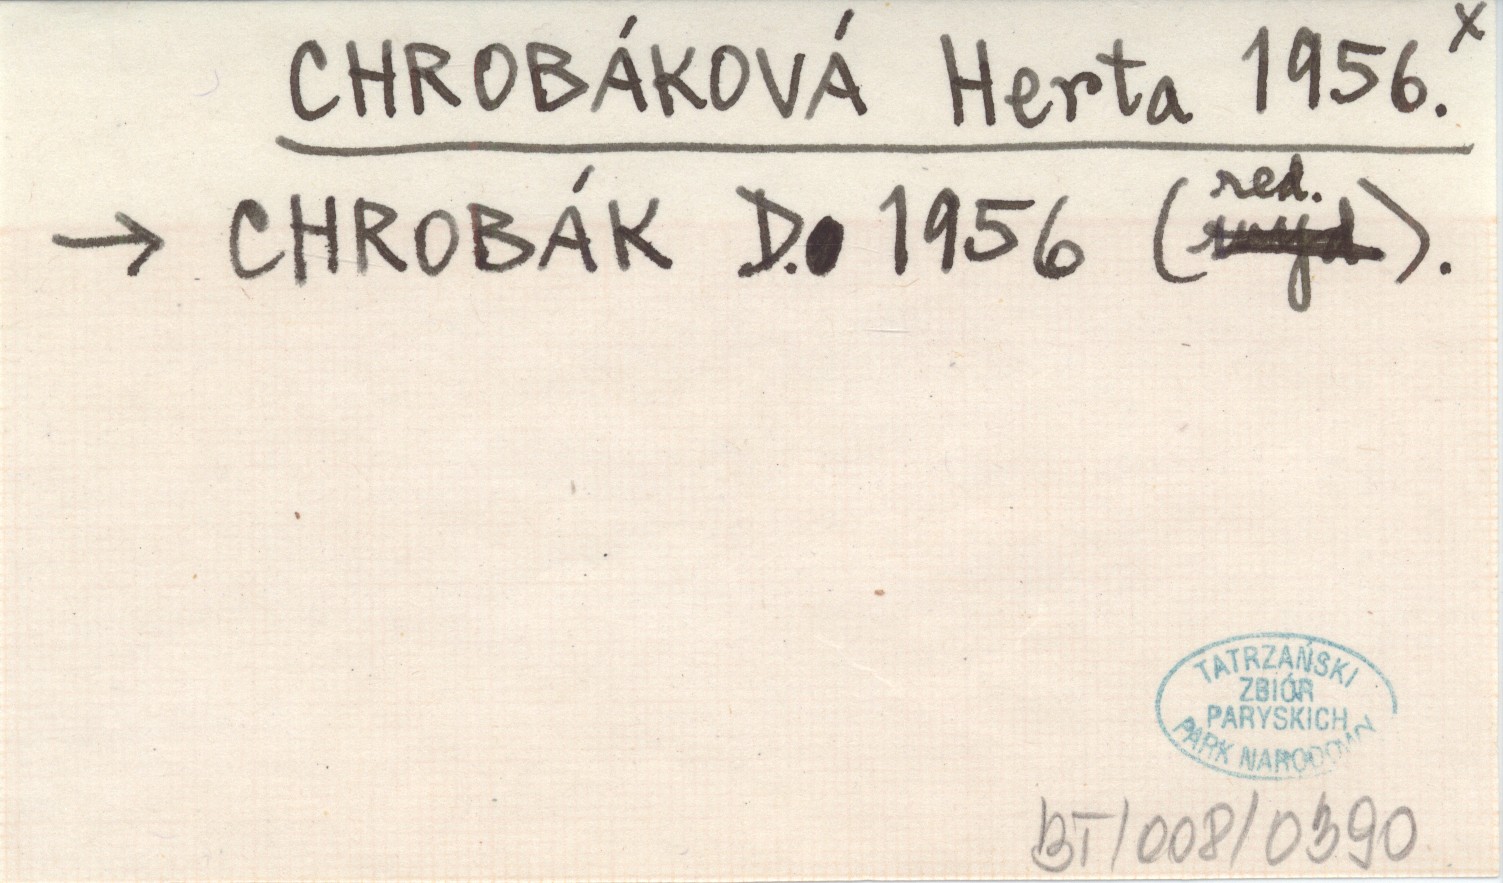 CHROBÁKOVÁ Herta 1956.x
→ CHROBÁK D. 1956 (red.).
TATRZAŃSKI
ZBIÓR
PARYSKICH
PARK NARODOWY
BT/008/0390